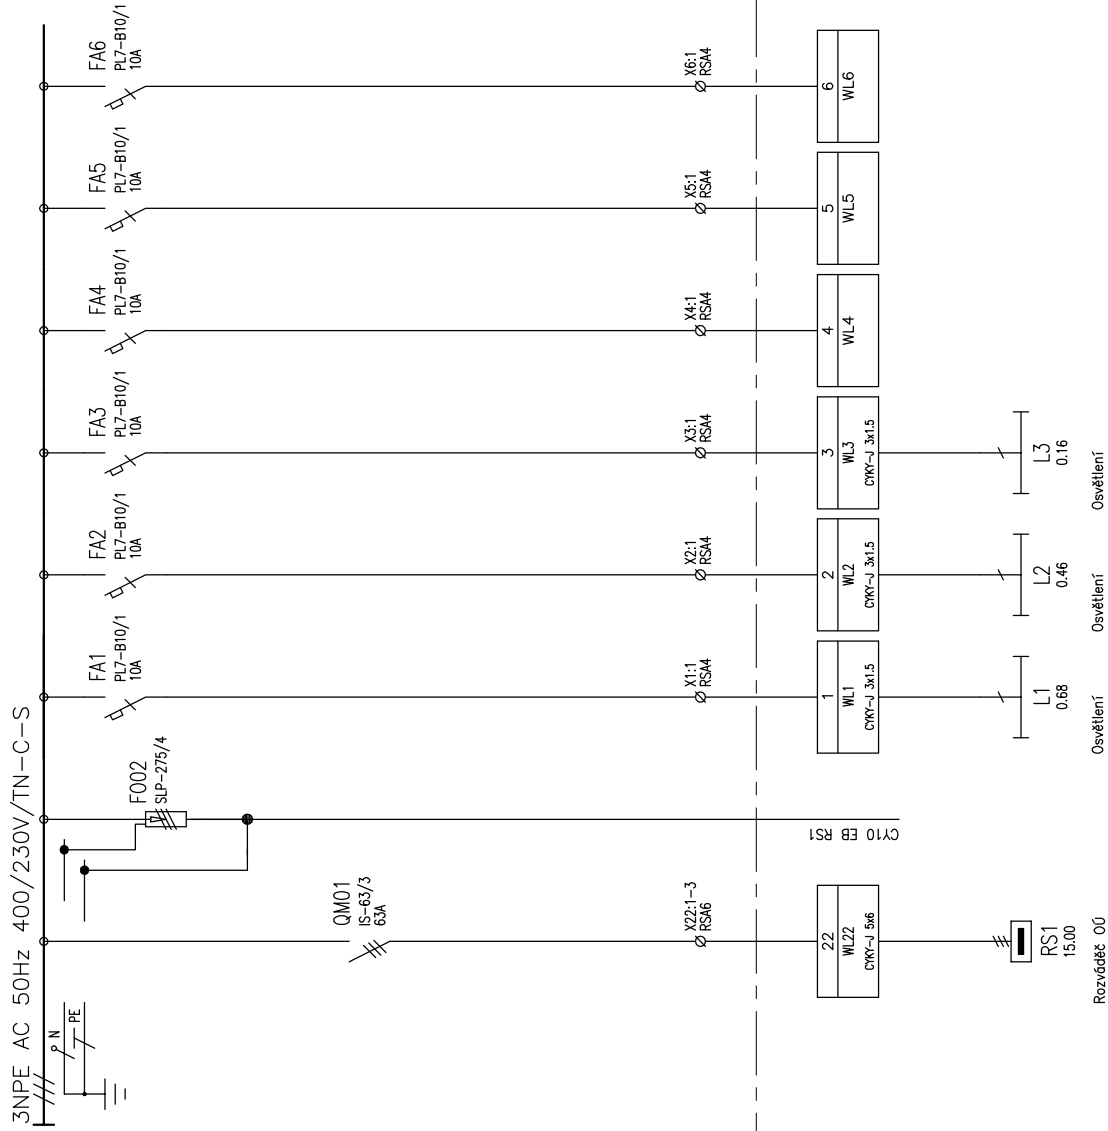 3NPE AC 50Hz 400/230V/TN-C-S
N
PE
QM01
IS-63/3
63A
X22:1-3
RSA6
22
WL22
CYKY-J 5x6
RS1
15.00
Rozváděč OÚ
F002
SLP-275/4
CY10 EB RS1
FA1
PL7-B10/1
10A
X1:1
RSA4
1
WL1
CYKY-J 3x1.5
L1
0.68
Osvětlení
FA2
PL7-B10/1
10A
X2:1
RSA4
2
WL2
CYKY-J 3x1.5
L2
0.46
Osvětlení
FA3
PL7-B10/1
10A
X3:1
RSA4
3
WL3
CYKY-J 3x1.5
L3
0.16
Osvětlení
FA4
PL7-B10/1
10A
X4:1
RSA4
4
WL4
FA5
PL7-B10/1
10A
X5:1
RSA4
5
WL5
FA6
PL7-B10/1
10A
X6:1
RSA4
6
WL6